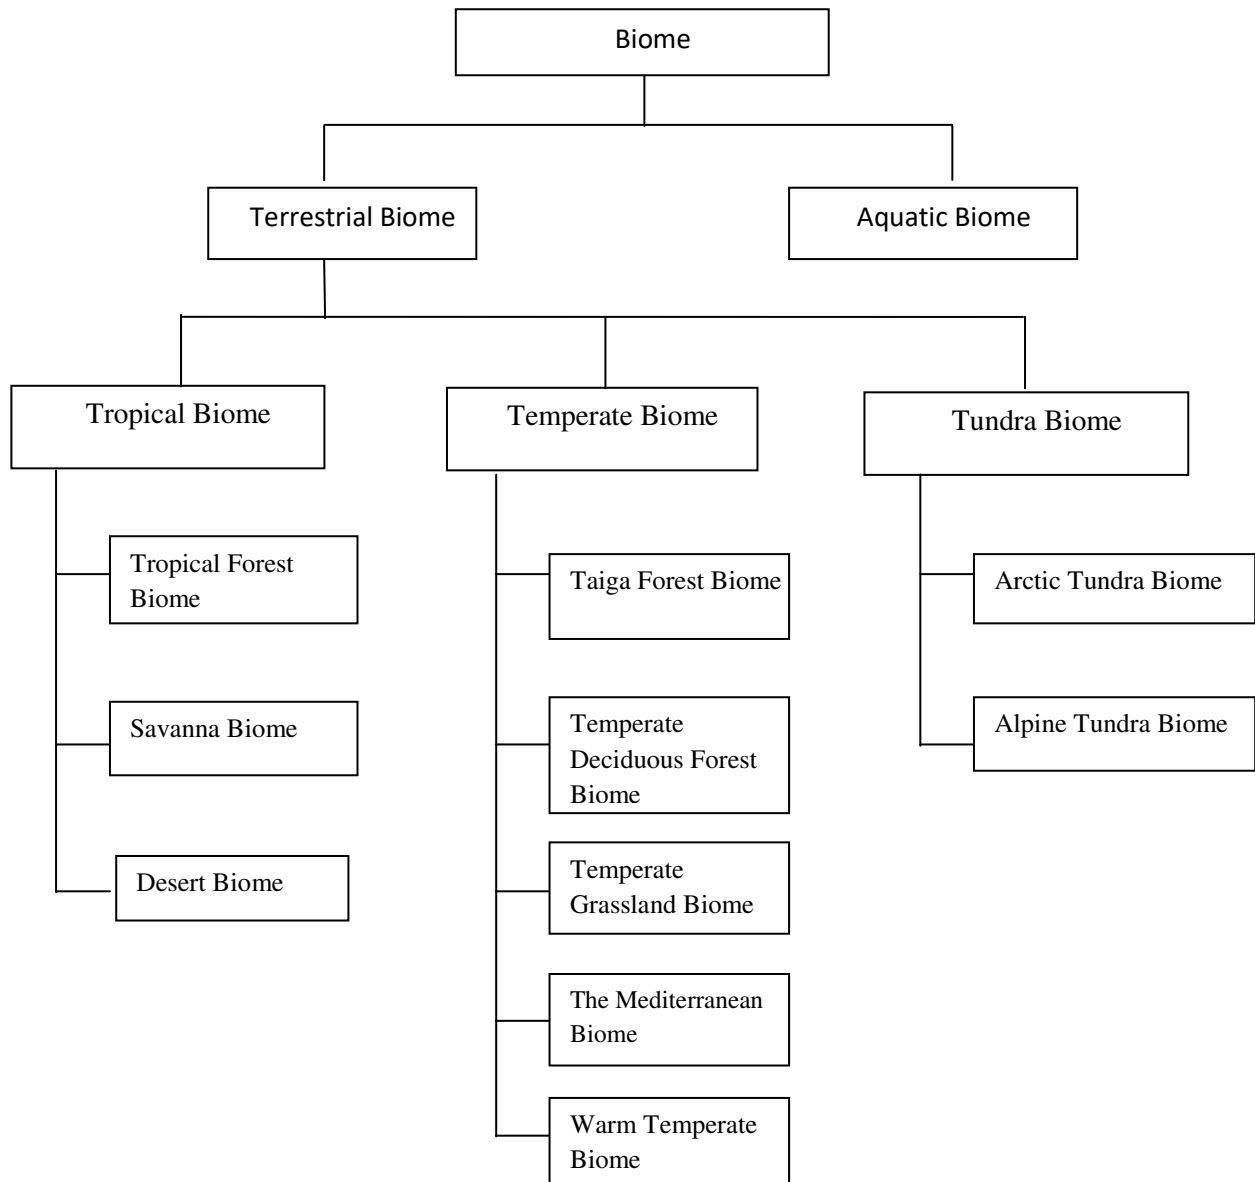 Biome
Terrestrial Biome
Aquatic Biome
Tropical Biome
Temperate Biome
Tundra Biome
Tropical Forest
Biome
Savanna Biome
Desert Biome
Taiga Forest Biome
Temperate
Deciduous Forest
Biome
Temperate
Grassland Biome
The Mediterranean
Biome
Warm Temperate
Biome
Arctic Tundra Biome
Alpine Tundra Biome